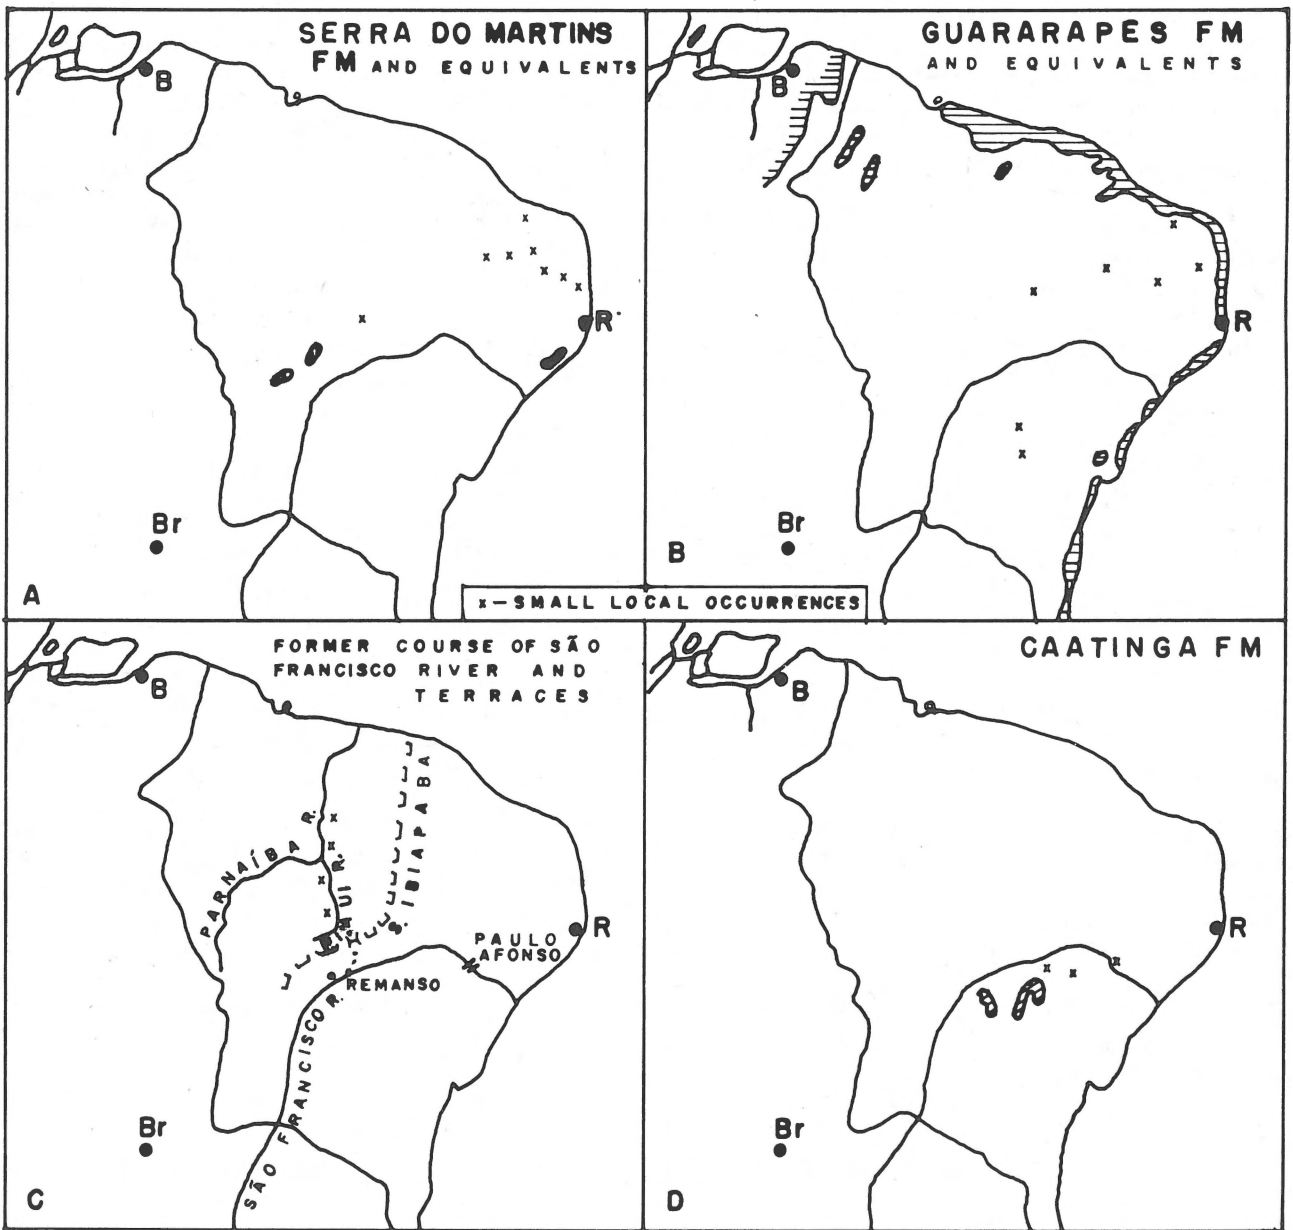 SERRA DO MARTINS
FM AND EQUIVALENTS
B
R
Br
A
GUARARAPES FM
AND EQUIVALENTS
B
R
Br
B
x – SMALL LOCAL OCCURRENCES
FORMER COURSE OF SÃO
FRANCISCO RIVER AND
TERRACES
B
PARNAÍBA R.
PIAUI R.
S. IBIAPABA
R
PAULO
AFONSO
REMANSO
SÃO FRANCISCO R.
Br
C
CAATINGA FM
B
R
Br
D